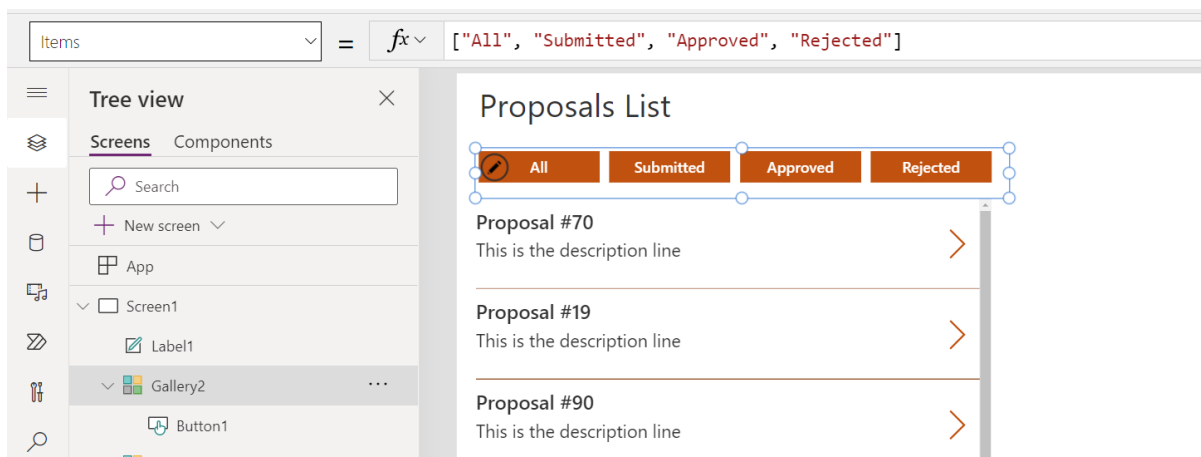 Items = fx ["All", "Submitted", "Approved", "Rejected"]
Tree view
Screens Components
Search
New screen
App
Screen1
Label1
Gallery2
Button1
Proposals List
All Submitted Approved Rejected
Proposal #70
This is the description line
Proposal #19
This is the description line
Proposal #90
This is the description line